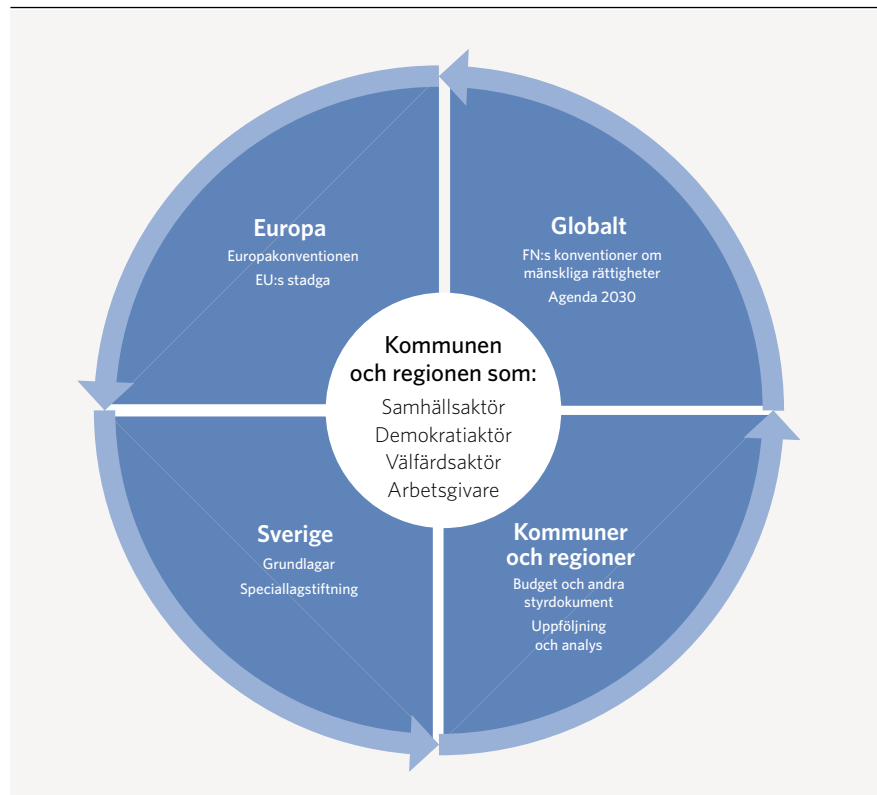 Europa
Europakonventionen
EU:s stadga
Globalt
FN:s konventioner om
mänskliga rättigheter
Agenda 2030
Kommunen
och regionen som:
Samhällsaktör
Demokratiaktör
Välfärdsaktör
Arbetsgivare
Sverige
Grundlagar
Speciallagstiftning
Kommuner
och regioner
Budget och andra
styrdokument
Uppföljning
och analys